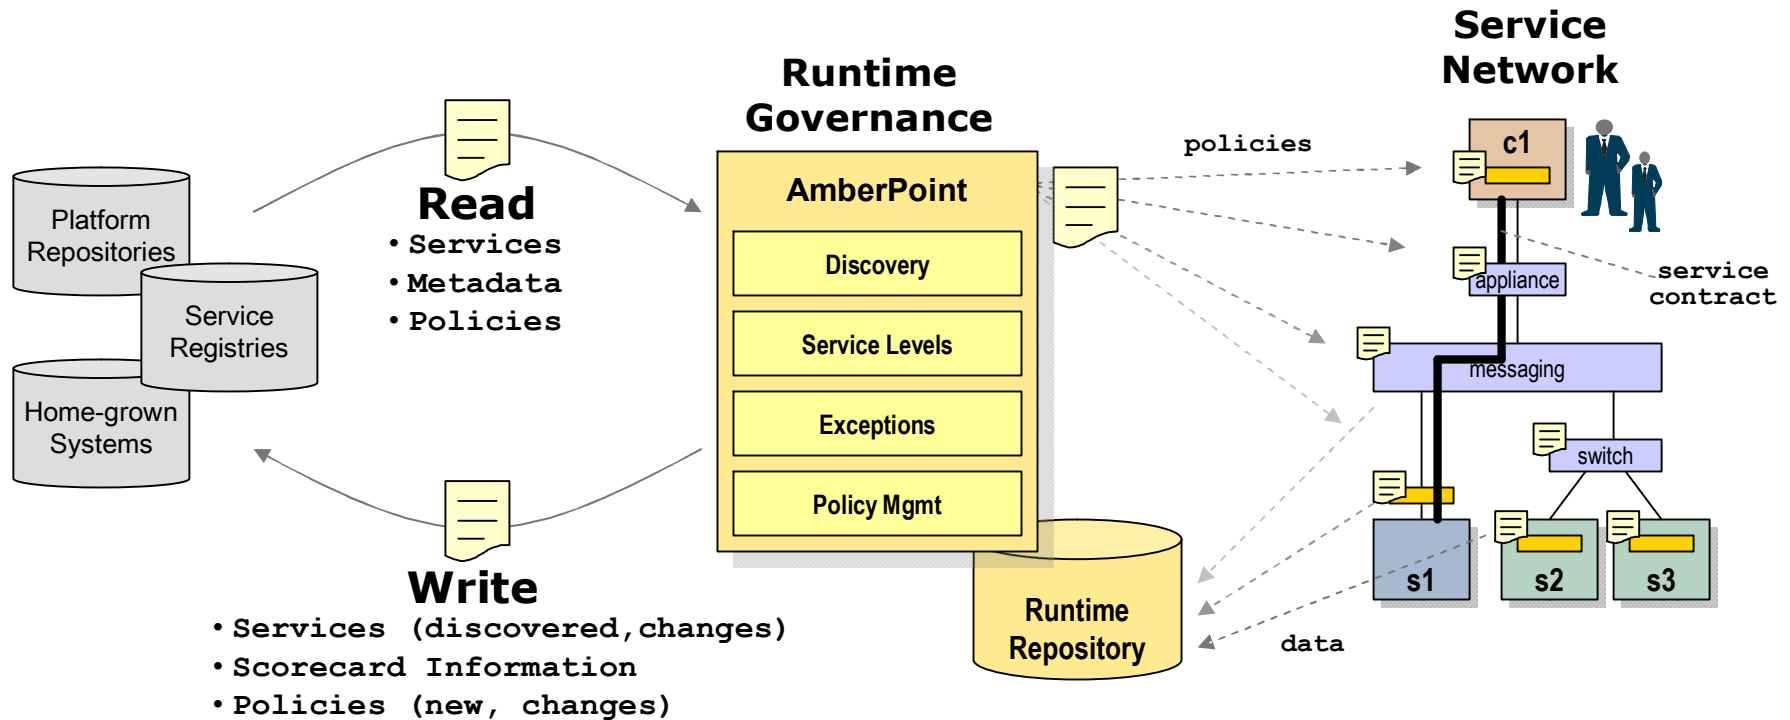 Service
Network
Runtime
Governance
Platform
Repositories
Service
Registries
Home-grown
Systems
Read
• Services
• Metadata
• Policies
Write
• Services (discovered,changes)
• Scorecard Information
• Policies (new, changes)
AmberPoint
Discovery
Service Levels
Exceptions
Policy Mgmt
Runtime
Repository
policies
c1
appliance
service
contract
messaging
switch
s1
s2
s3
data